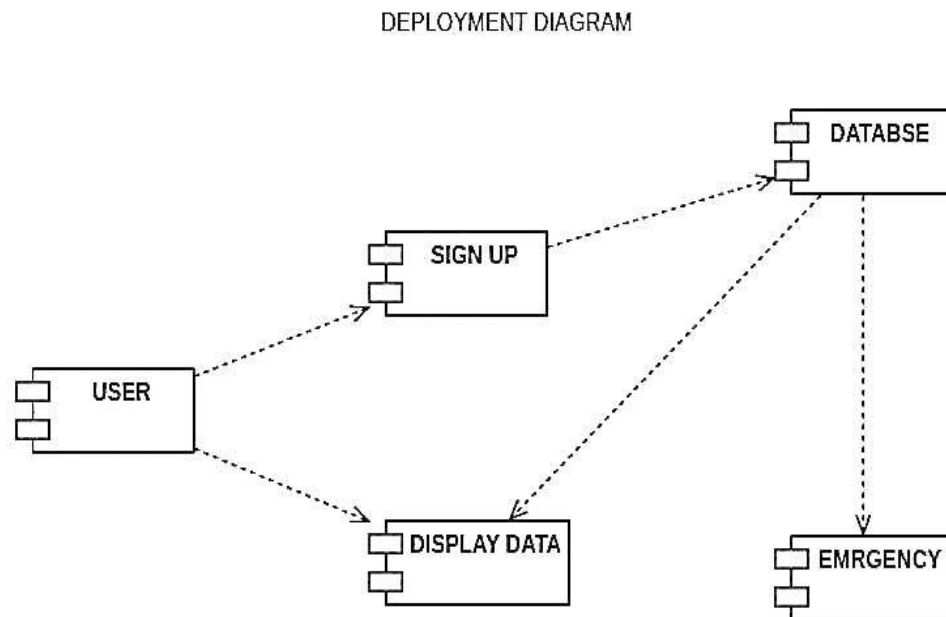 DEPLOYMENT DIAGRAM
DATABSE
SIGN UP
USER
DISPLAY DATA
EMRGENCY